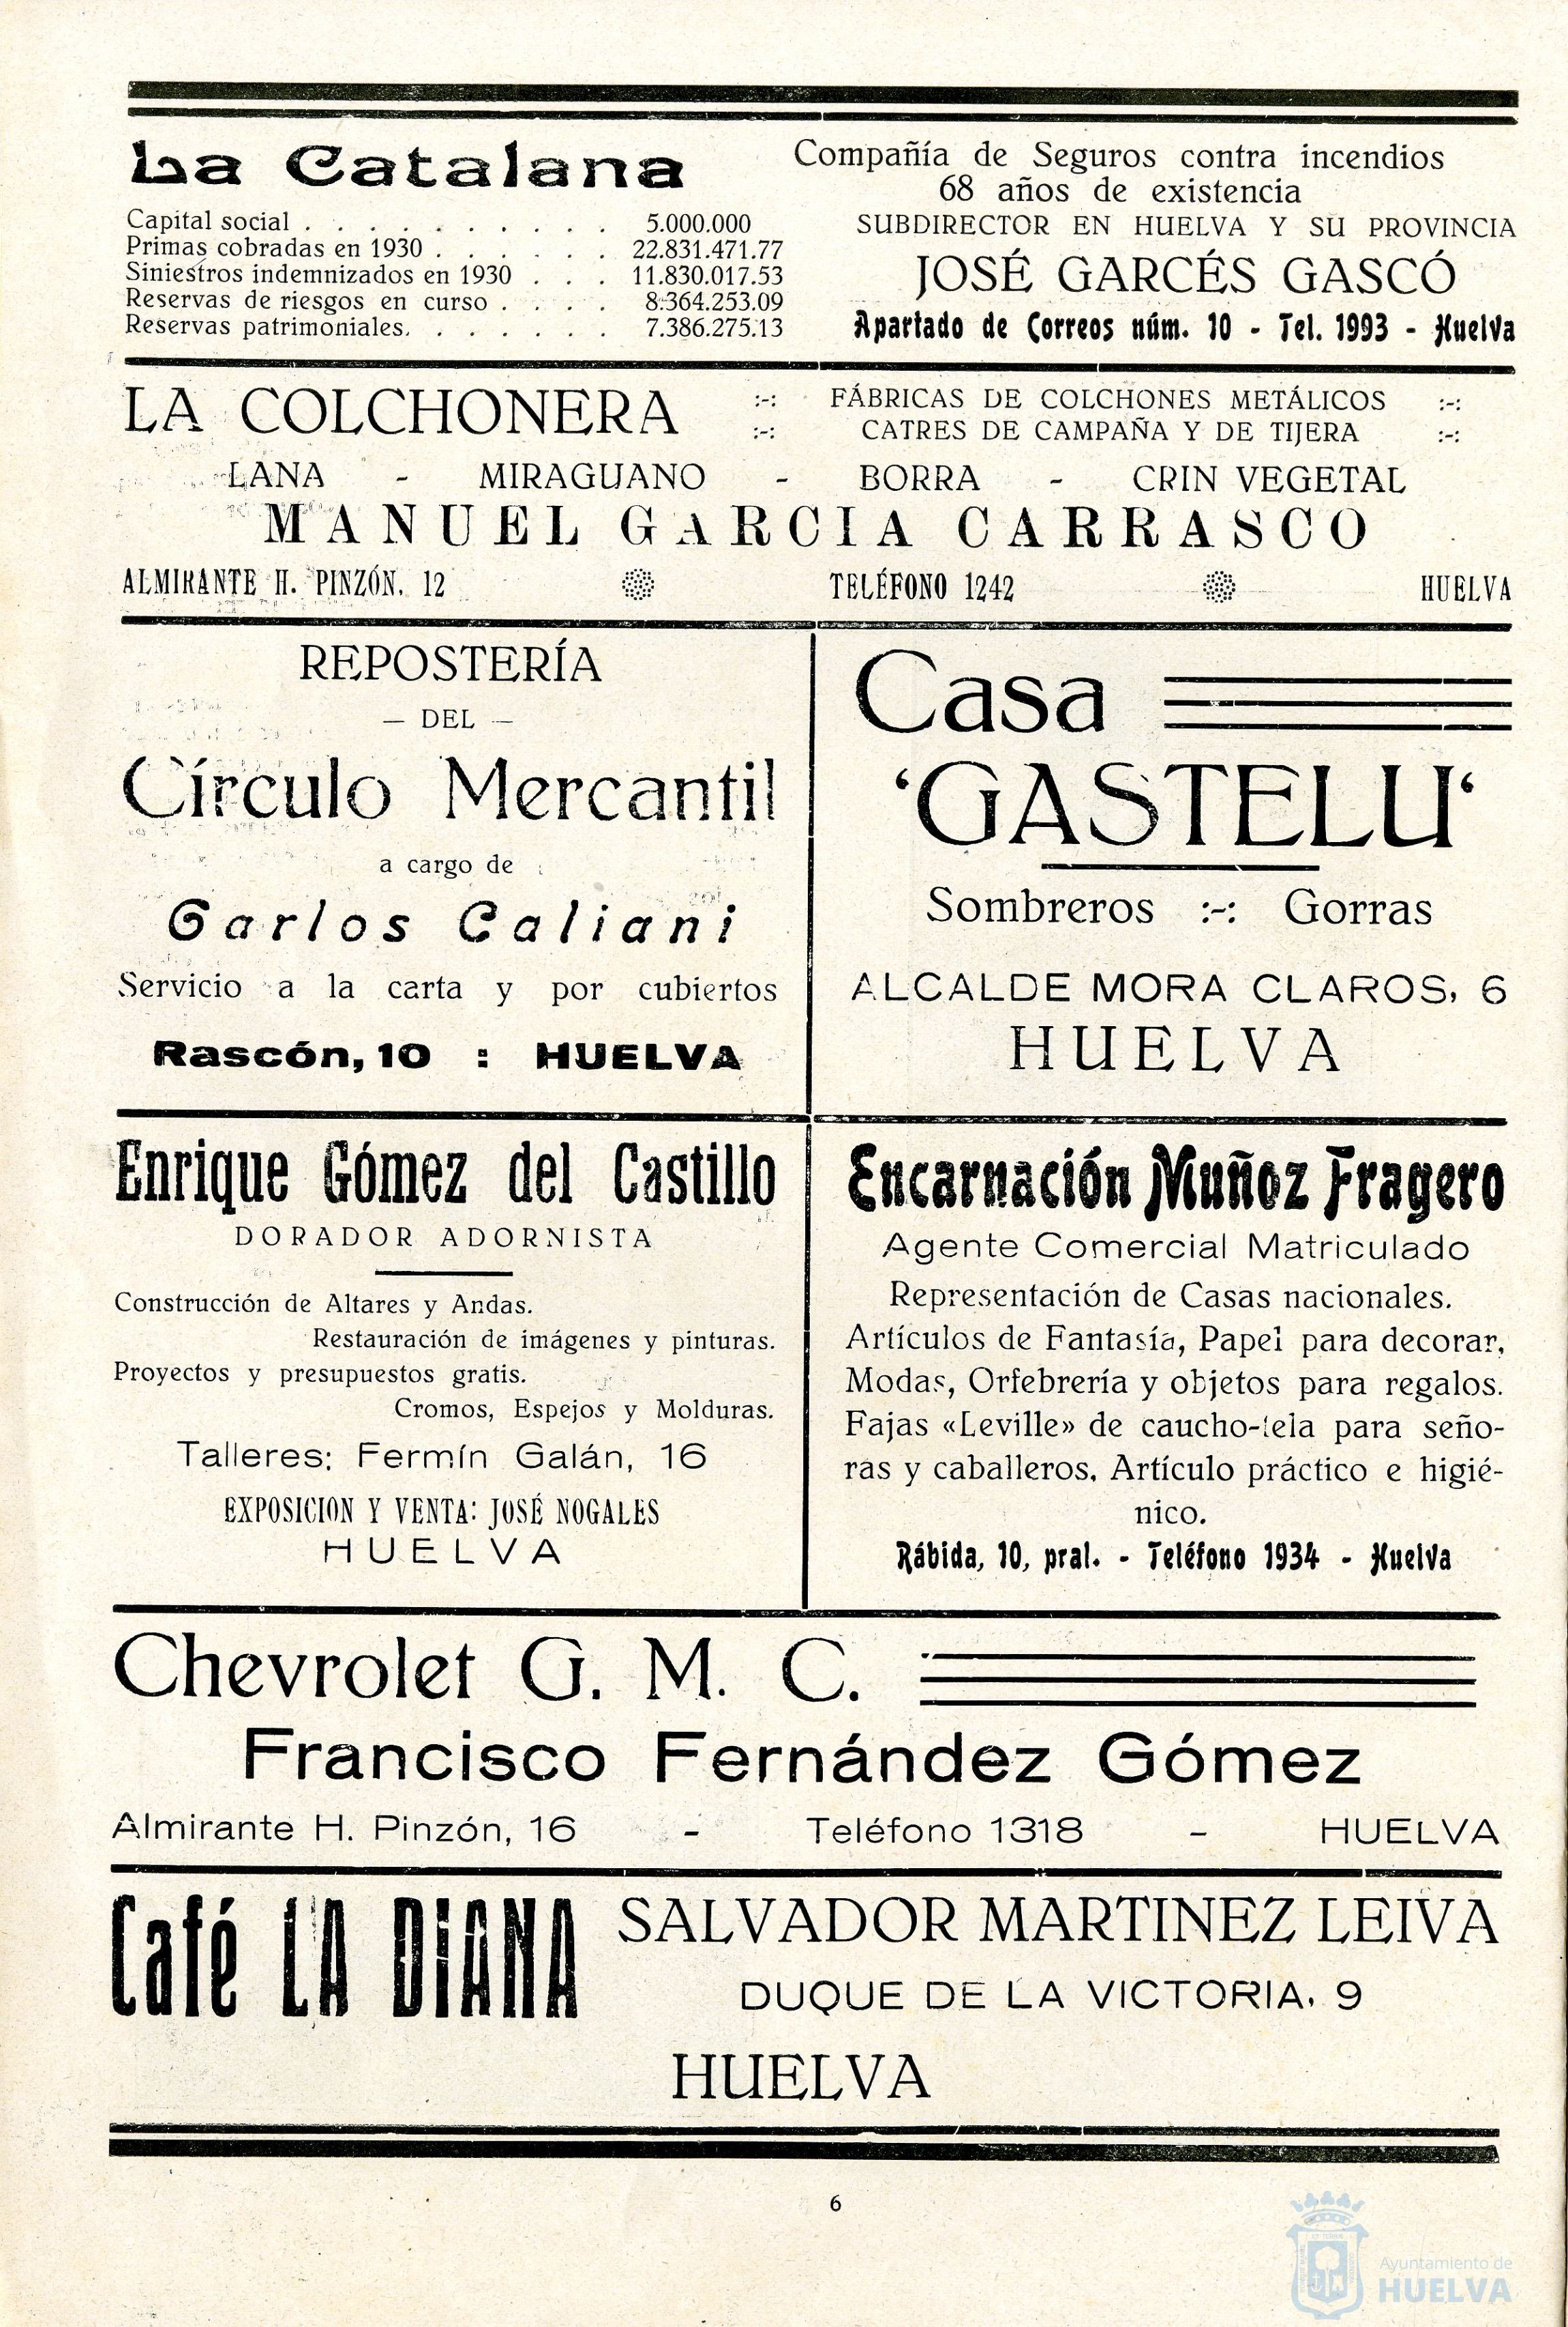 La Catalana
Capital social . . . . . . . . . . 5.000.000
Primas cobradas en 1930 . . . . . . 22.831.471.77
Siniestros indemnizados en 1930 . . . 11.830.017.53
Reservas de riesgos en curso . . . . 8.364.253.09
Reservas patrimoniales. . . . . . . 7.386.275.13
Compañía de Seguros contra incendios
68 años de existencia
SUBDIRECTOR EN HUELVA Y SU PROVINCIA
JOSÉ GARCÉS GASCÓ
Apartado de Correos núm. 10 - Tel. 1993 - Huelva
LA COLCHONERA
:-: FÁBRICAS DE COLCHONES METÁLICOS :-:
:-: CATRES DE CAMPAÑA Y DE TIJERA :-:
LANA - MIRAGUANO - BORRA - CRIN VEGETAL
MANUEL GARCIA CARRASCO
ALMIRANTE H. PINZÓN, 12 TELÉFONO 1242 HUELVA
REPOSTERÍA
— DEL —
Círculo Mercantil
a cargo de
Carlos Caliani
Servicio a la carta y por cubiertos
Rascón, 10 : HUELVA
Casa
‘GASTELU‘
Sombreros :-: Gorras
ALCALDE MORA CLAROS, 6
HUELVA
Enrique Gómez del Castillo
DORADOR ADORNISTA
Construcción de Altares y Andas.
Restauración de imágenes y pinturas.
Proyectos y presupuestos gratis.
Cromos, Espejos y Molduras.
Talleres: Fermín Galán, 16
EXPOSICION Y VENTA: JOSÉ NOGALES
HUELVA
Encarnación Muñoz Fragero
Agente Comercial Matriculado
Representación de Casas nacionales.
Artículos de Fantasía, Papel para decorar,
Modas, Orfebrería y objetos para regalos.
Fajas «Leville» de caucho-tela para seño-
ras y caballeros. Artículo práctico e higié-
nico.
Rábida, 10, pral. - Teléfono 1934 - Huelva
Chevrolet G. M. C.
Francisco Fernández Gómez
Almirante H. Pinzón, 16 - Teléfono 1318 - HUELVA
Café LA DiANA
SALVADOR MARTINEZ LEIVA
DUQUE DE LA VICTORIA, 9
HUELVA
6
Ayuntamiento de
HUELVA